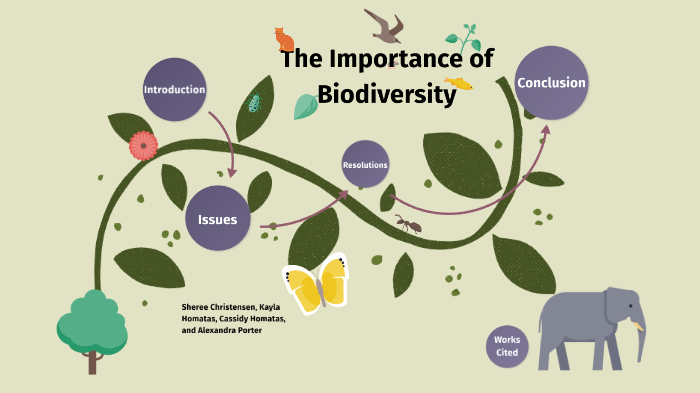 The Importance of
Biodiversity
Introduction
Issues
Resolutions
Conclusion
Sheree Christensen, Kayla
Homatas, Cassidy Homatas,
and Alexandra Porter
Works
Cited